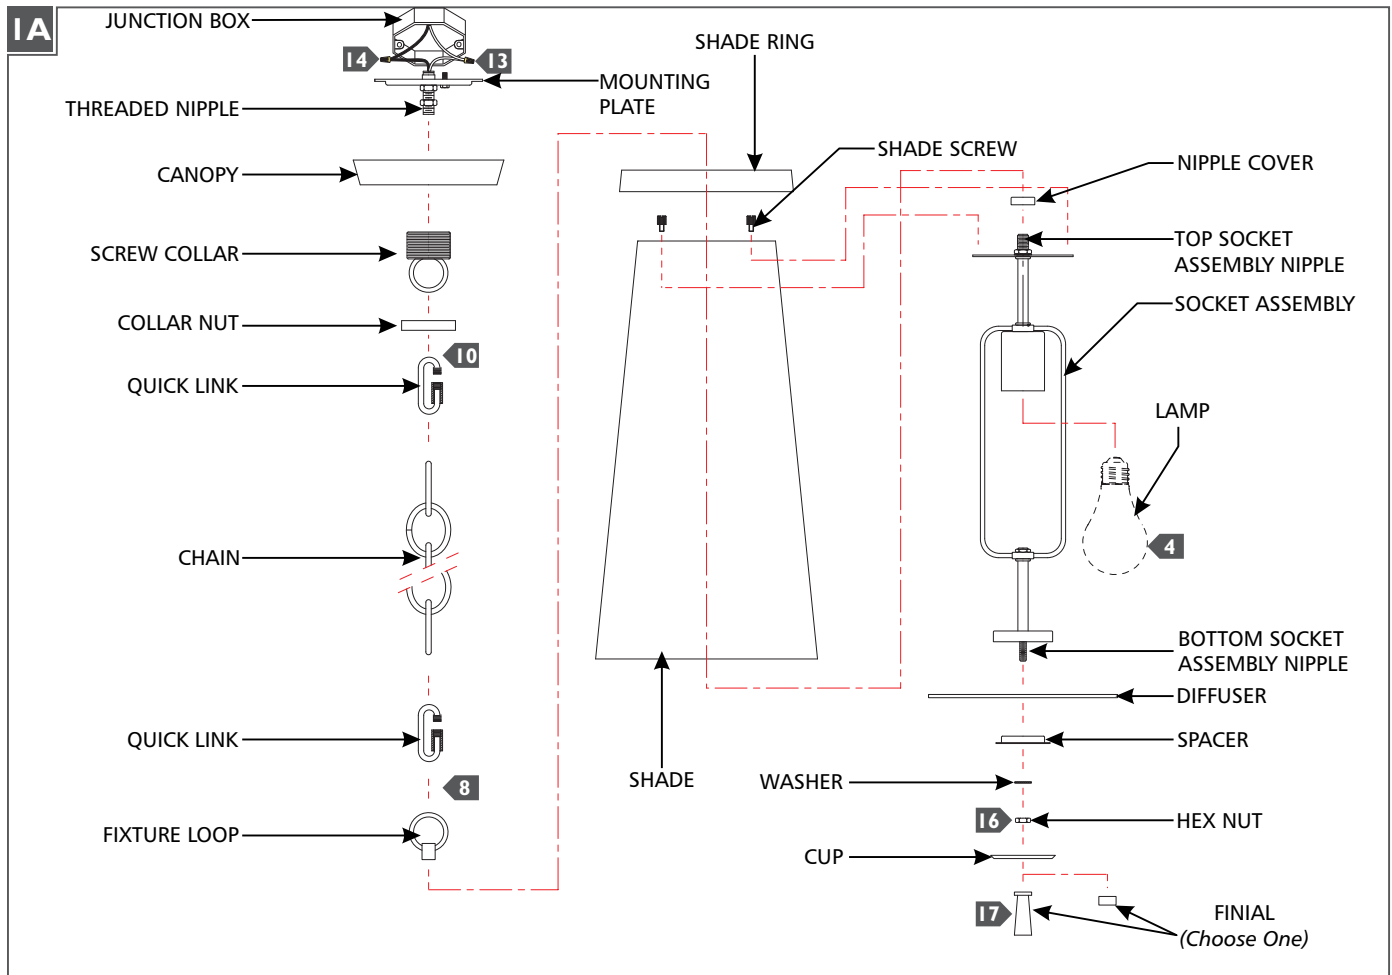 1A
JUNCTION BOX
14
13
MOUNTING
PLATE
THREADED NIPPLE
CANOPY
SCREW COLLAR
COLLAR NUT
10
QUICK LINK
CHAIN
QUICK LINK
8
FIXTURE LOOP
SHADE RING
SHADE SCREW
SHADE
NIPPLE COVER
TOP SOCKET
ASSEMBLY NIPPLE
SOCKET ASSEMBLY
LAMP
4
BOTTOM SOCKET
ASSEMBLY NIPPLE
DIFFUSER
SPACER
WASHER
16
HEX NUT
CUP
17
FINIAL
(Choose One)